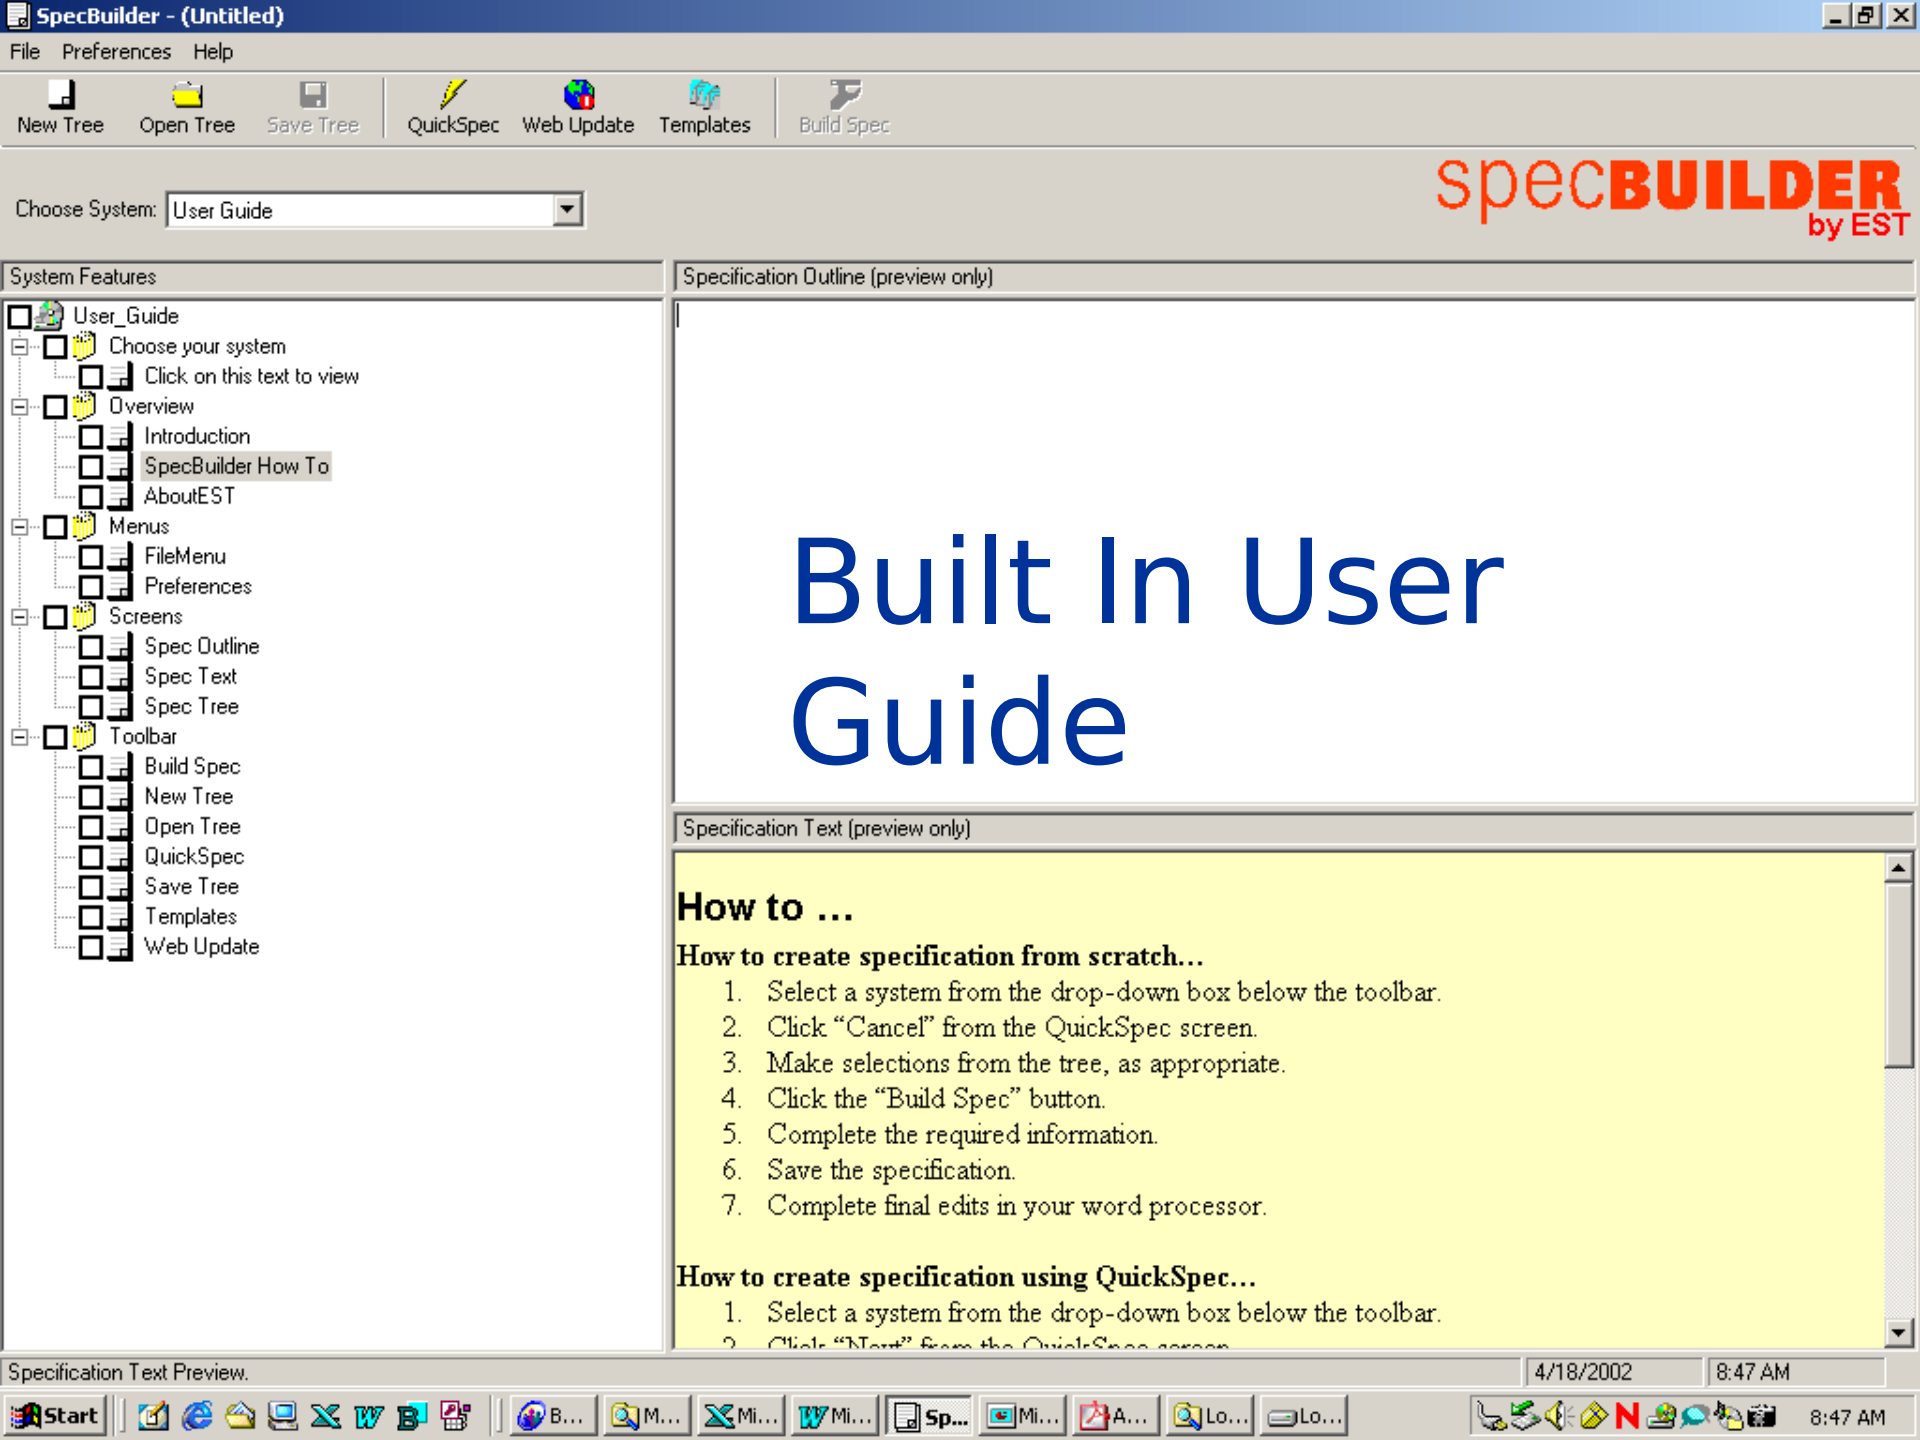 SpecBuilder - (Untitled)
File Preferences Help
New Tree Open Tree Save Tree QuickSpec Web Update Templates Build Spec
specBUILDER
by EST
Choose System: User Guide
System Features
User_Guide
Choose your system
Click on this text to view
Overview
Introduction
SpecBuilder How To
AboutEST
Menus
FileMenu
Preferences
Screens
Spec Outline
Spec Text
Spec Tree
Toolbar
Build Spec
New Tree
Open Tree
QuickSpec
Save Tree
Templates
Web Update
Specification Outline (preview only)
Built In User
Guide
Specification Text (preview only)
How to ...
How to create specification from scratch...
1. Select a system from the drop-down box below the toolbar.
2. Click “Cancel” from the QuickSpec screen.
3. Make selections from the tree, as appropriate.
4. Click the “Build Spec” button.
5. Complete the required information.
6. Save the specification.
7. Complete final edits in your word processor.
How to create specification using QuickSpec...
1. Select a system from the drop-down box below the toolbar.
2. Click “Next” from the QuickSpec screen
Specification Text Preview. 4/18/2002 8:47 AM
Start B... M... Mi... Mi... Sp... Mi... A... Lo... Lo... 8:47 AM